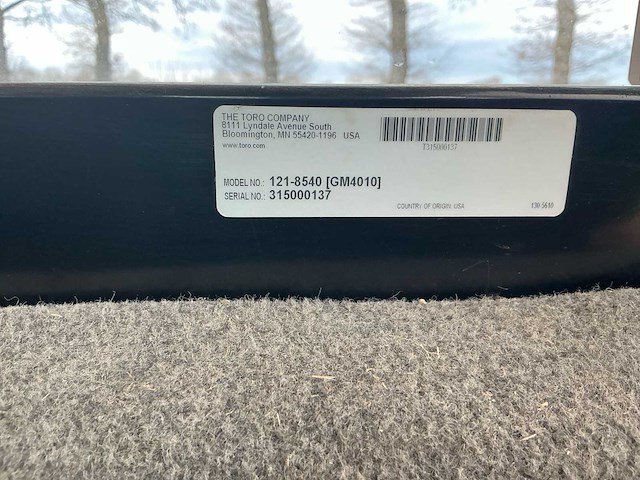 THE TORO COMPANY
8111 Lyndale Avenue South
Bloomington, MN 55420-1196 USA
www.toro.com
T315000137
MODEL NO.: 121-8540 [GM4010]
SERIAL NO.: 315000137
COUNTRY OF ORIGIN: USA
130-5610